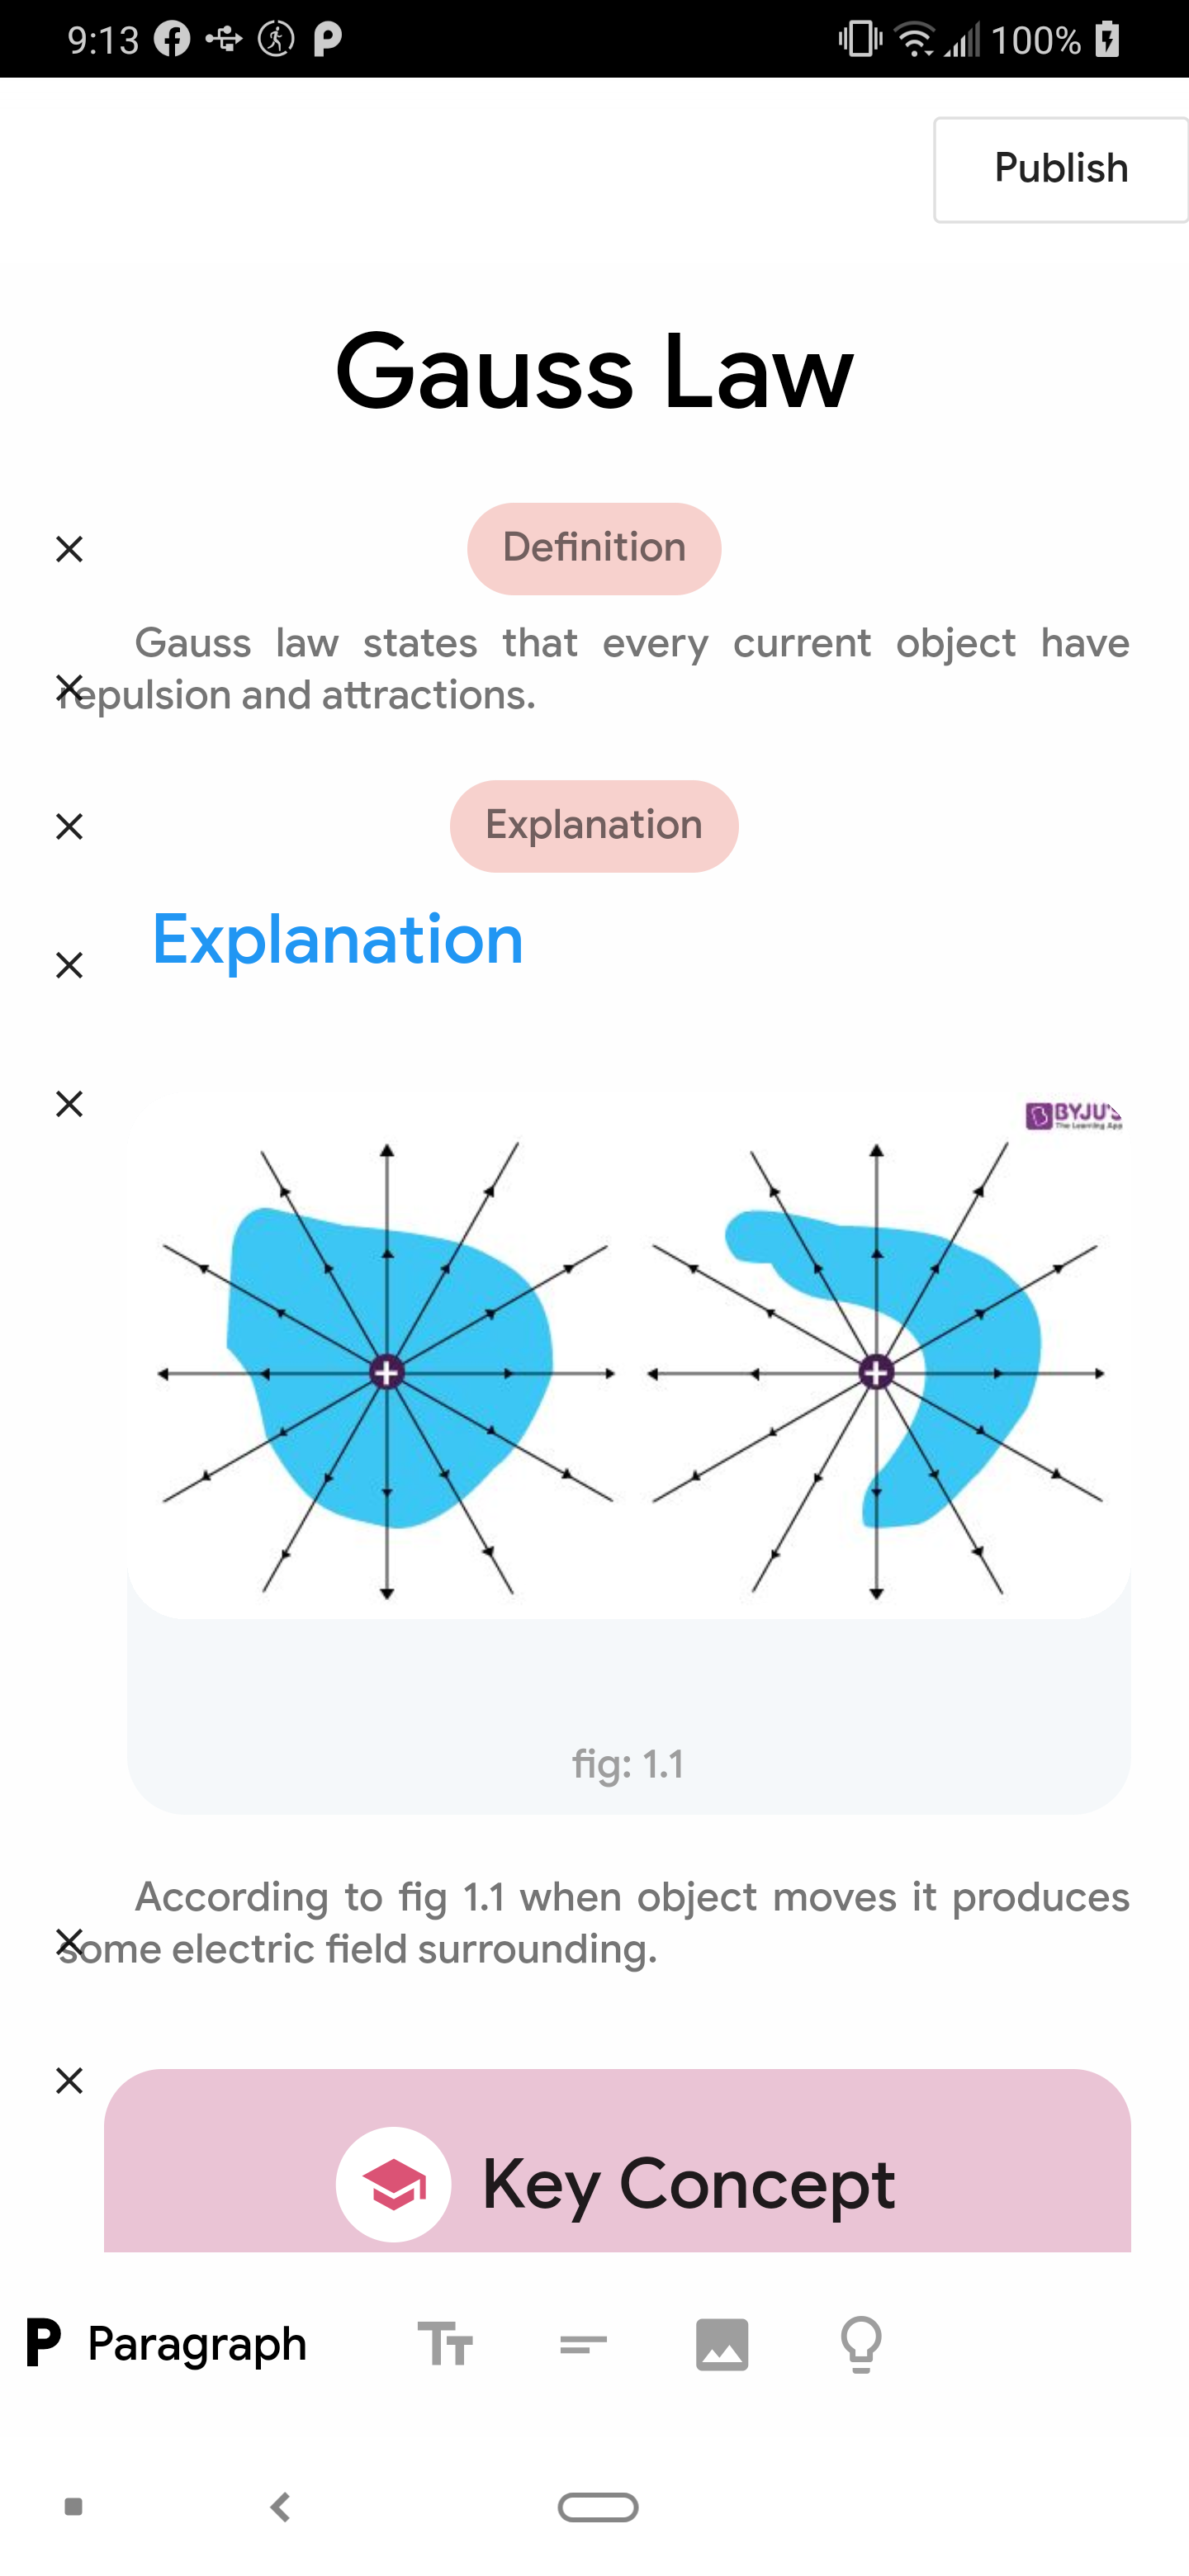 9:13 100%
Publish
Gauss Law
Definition
Gauss law states that every current object have
repulsion and attractions.
Explanation
Explanation
BYJU'S
The Learning App
fig: 1.1
According to fig 1.1 when object moves it produces
some electric field surrounding.
Key Concept
P Paragraph